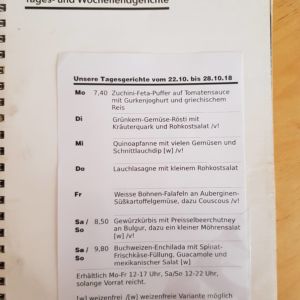 Tages- und Wochenendgerichte
Unsere Tagesgerichte vom 22.10. bis 28.10.18
Mo 7,40 Zucchini-Feta-Puffer auf Tomatensauce
mit Gurkenjoghurt und griechischem
Reis
Di Grünkern-Gemüse-Rösti mit
Kräuterquark und Rohkostsalat /v!
Mi Quinoapfanne mit vielen Gemüsen und
Schnittlauchdip [w] /v!
Do Lauchlasagne mit kleinem Rohkostsalat
Fr Weisse Bohnen-Falafeln an Auberginen-
Süßkartoffelgemüse, dazu Couscous /v!
Sa / 8,50 Gewürzkürbis mit Preisselbeerchutney
So an Bulgur, dazu ein kleiner Möhrensalat
[w] /v!
Sa / 9,80 Buchweizen-Enchilada mit Spinat-
So Frischkäse-Füllung, Guacamole und
mexikanischer Salat [w]
Erhältlich Mo-Fr 12-17 Uhr, Sa/So 12-22 Uhr,
solange Vorrat reicht.
[w] weizenfrei /[w] weizenfreie Variante möglich